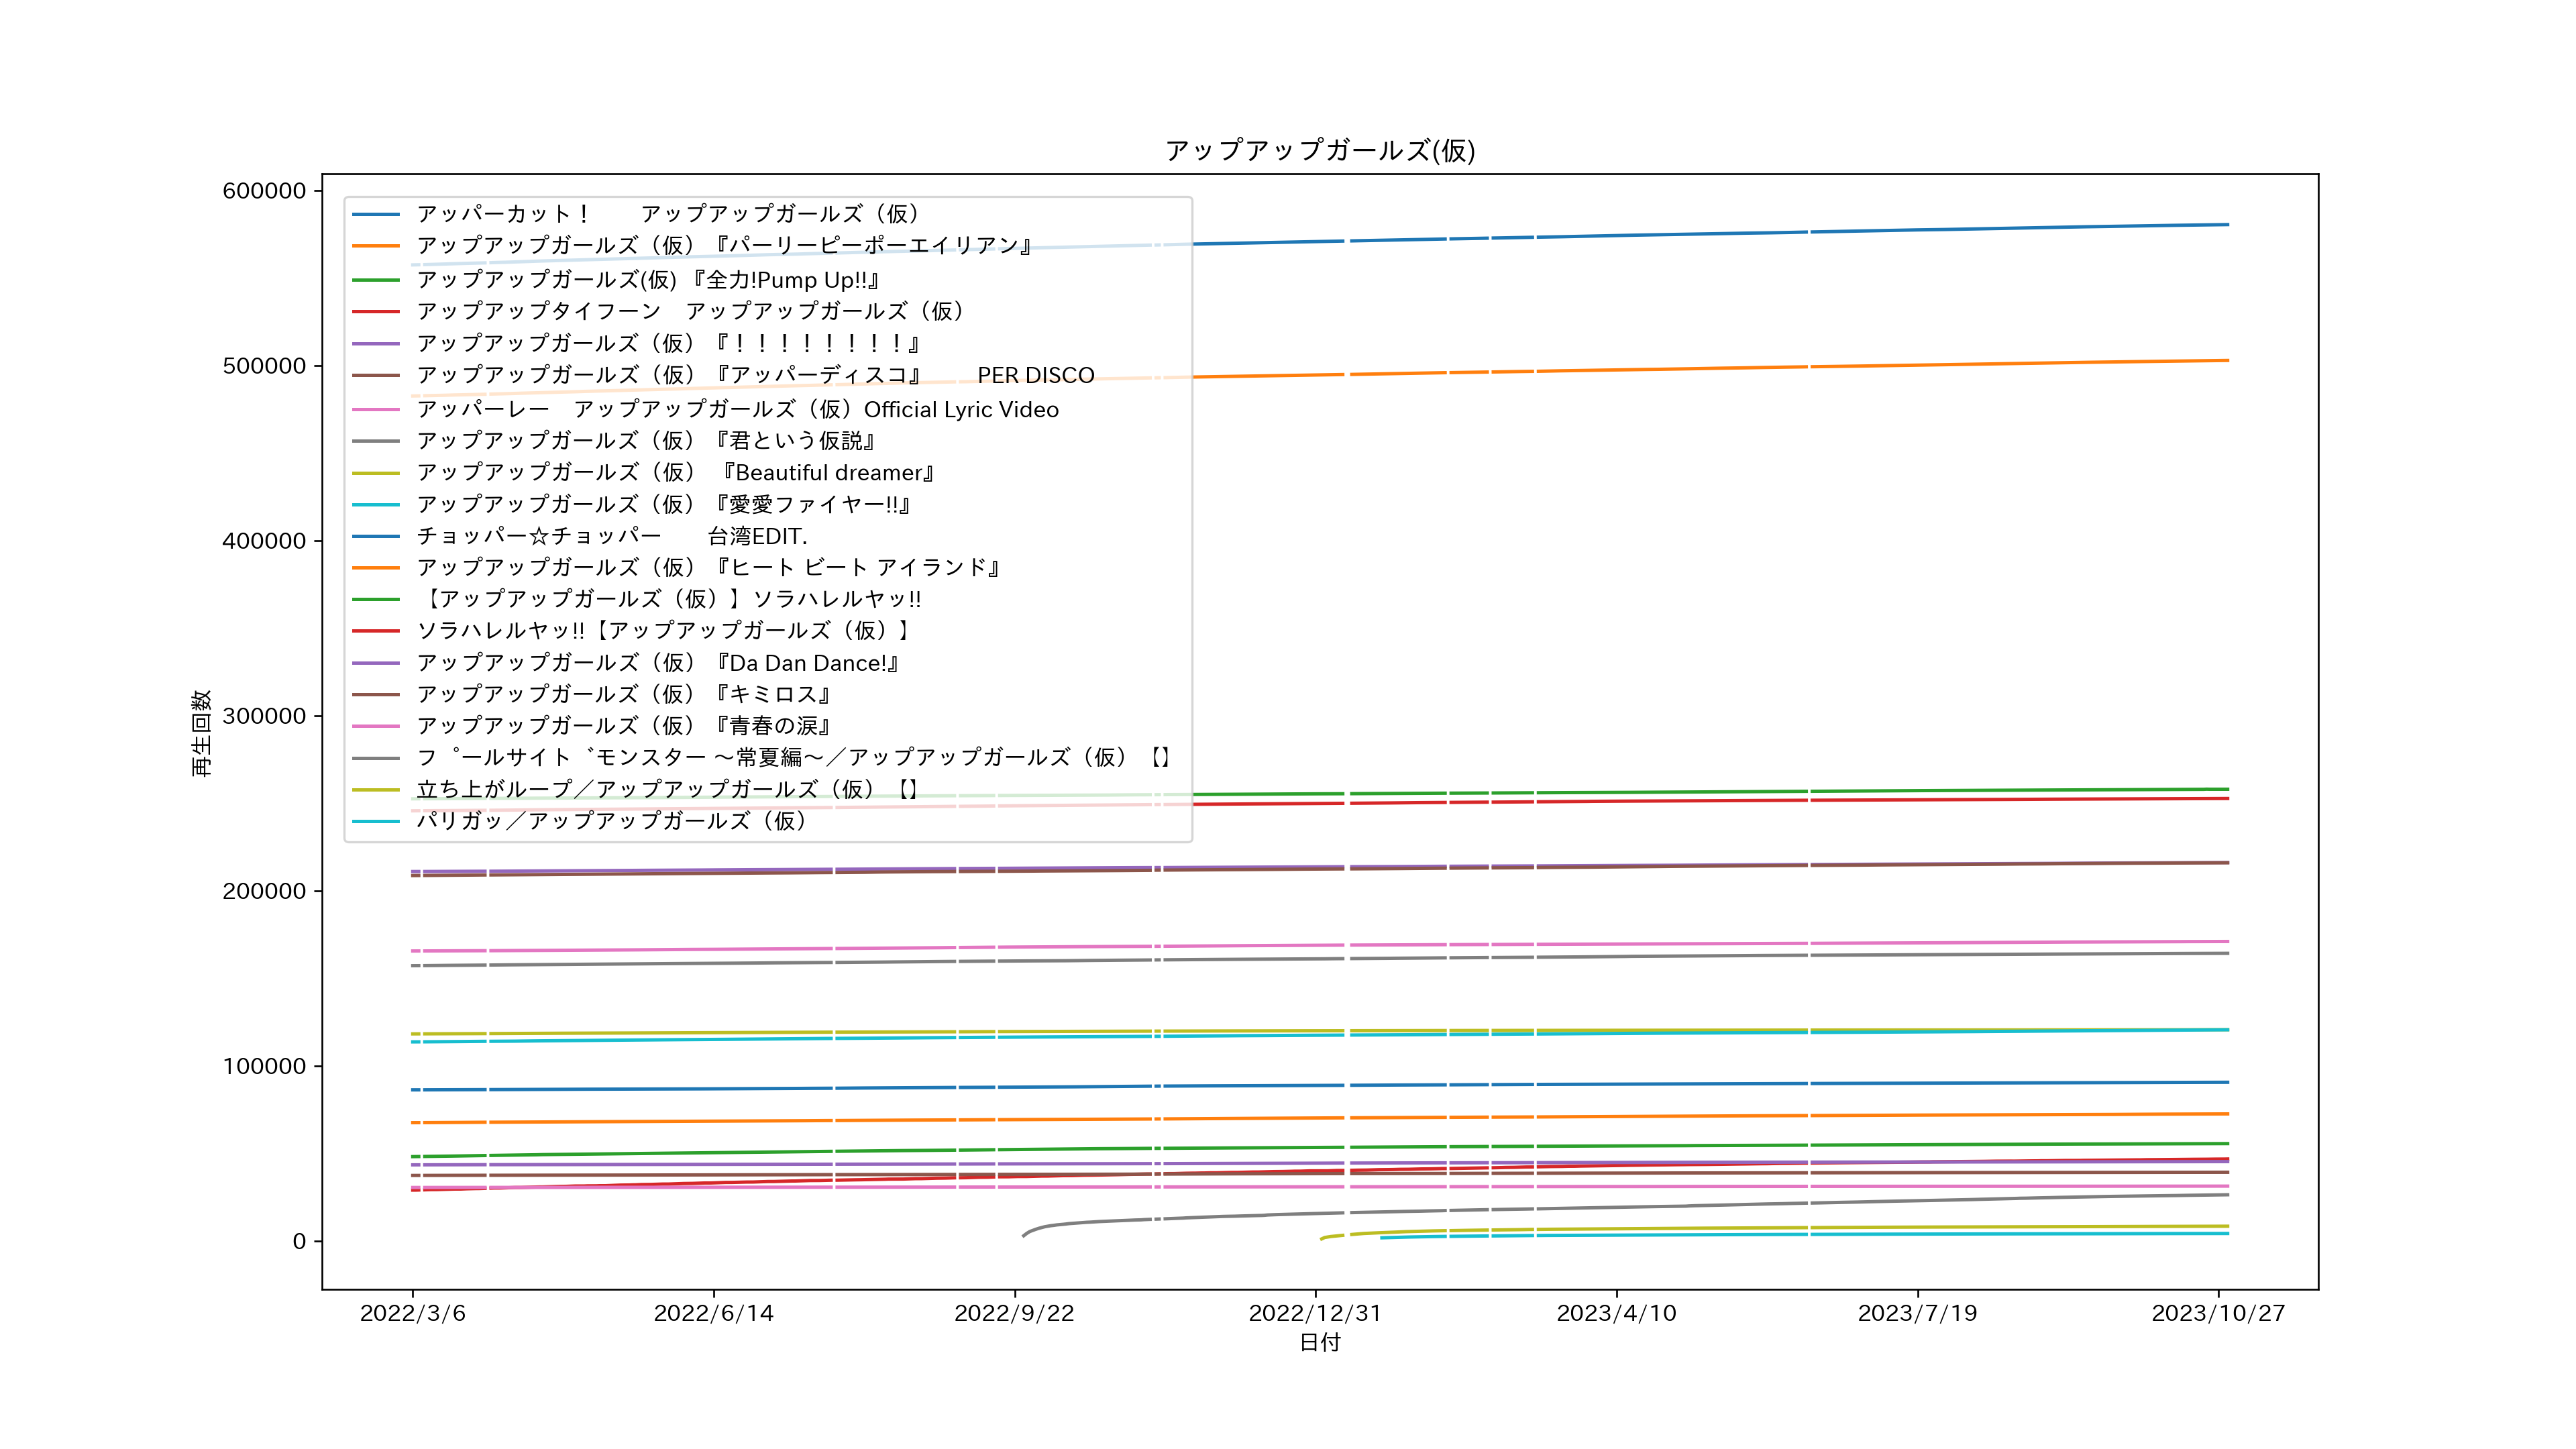 アップアップガールズ(仮)
600000
500000
400000
300000
200000
100000
0
再生回数
アッパーカット！　　アップアップガールズ（仮）
アップアップガールズ（仮）『パーリーピーポーエイリアン』
アップアップガールズ(仮) 『全力!Pump Up!!』
アップアップタイフーン　アップアップガールズ（仮）
アップアップガールズ（仮）『！！！！！！！！』
アップアップガールズ（仮）『アッパーディスコ』　　PER DISCO
アッパーレー　アップアップガールズ（仮）Official Lyric Video
アップアップガールズ（仮）『君という仮説』
アップアップガールズ（仮） 『Beautiful dreamer』
アップアップガールズ（仮）『愛愛ファイヤー!!』
チョッパー☆チョッパー　　台湾EDIT.
アップアップガールズ（仮）『ヒート ビート アイランド』
【アップアップガールズ（仮）】ソラハレルヤッ!!
ソラハレルヤッ!!【アップアップガールズ（仮）】
アップアップガールズ（仮）『Da Dan Dance!』
アップアップガールズ（仮）『キミロス』
アップアップガールズ（仮）『青春の涙』
フ゜ールサイト゛モンスター 〜常夏編〜／アップアップガールズ（仮）【】
立ち上がループ／アップアップガールズ（仮）【】
パリガッ／アップアップガールズ（仮）
2022/3/6
2022/6/14
2022/9/22
2022/12/31
2023/4/10
2023/7/19
2023/10/27
日付